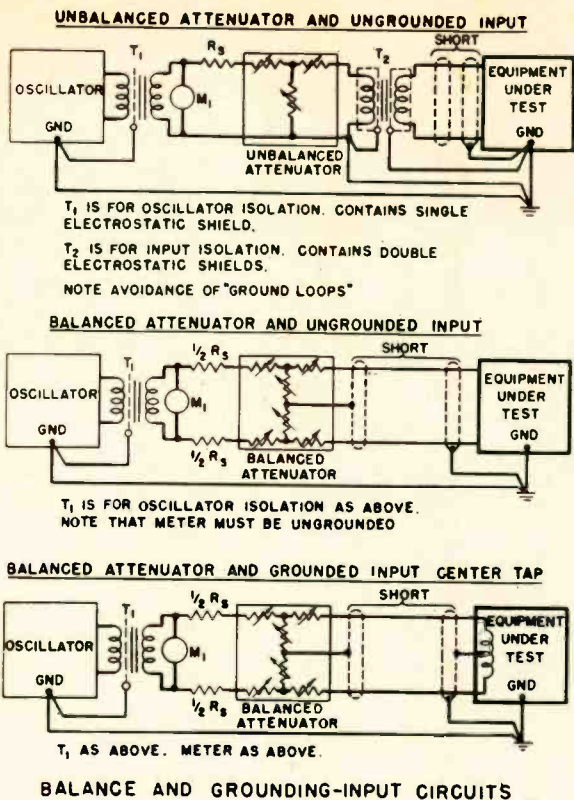 UNBALANCED ATTENUATOR AND UNGROUNDED INPUT
SHORT
T1
RS
T2
OSCILLATOR
M1
EQUIPMENT
UNDER
TEST
GND
GND
UNBALANCED
ATTENUATOR
T1 IS FOR OSCILLATOR ISOLATION. CONTAINS SINGLE
ELECTROSTATIC SHIELD.
T2 IS FOR INPUT ISOLATION. CONTAINS DOUBLE
ELECTROSTATIC SHIELDS.
NOTE AVOIDANCE OF "GROUND LOOPS"
BALANCED ATTENUATOR AND UNGROUNDED INPUT
SHORT
T1
1/2 RS
OSCILLATOR
M1
EQUIPMENT
UNDER
TEST
GND
GND
1/2 RS
BALANCED
ATTENUATOR
T1 IS FOR OSCILLATOR ISOLATION AS ABOVE.
NOTE THAT METER MUST BE UNGROUNDED
BALANCED ATTENUATOR AND GROUNDED INPUT CENTER TAP
SHORT
T1
1/2 RS
OSCILLATOR
M1
EQUIPMENT
UNDER
TEST
GND
GND
1/2 RS
BALANCED
ATTENUATOR
T1 AS ABOVE. METER AS ABOVE.
BALANCE AND GROUNDING-INPUT CIRCUITS